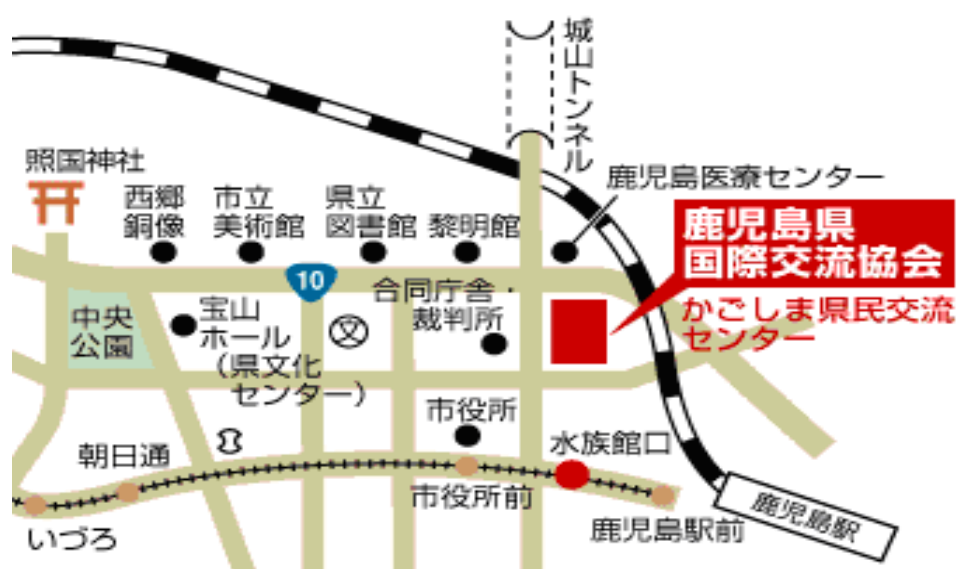 城山トンネル
照国神社
鹿児島医療センター
西郷
銅像
市立
美術館
県立
図書館
黎明館
鹿児島県
国際交流協会
かごしま県民交流
センター
10
合同庁舎・
裁判所
中央
公園
宝山
ホール
（県文化
センター）
文
市役所
朝日通
水族館口
市役所前
いづろ
鹿児島駅前
鹿児島駅